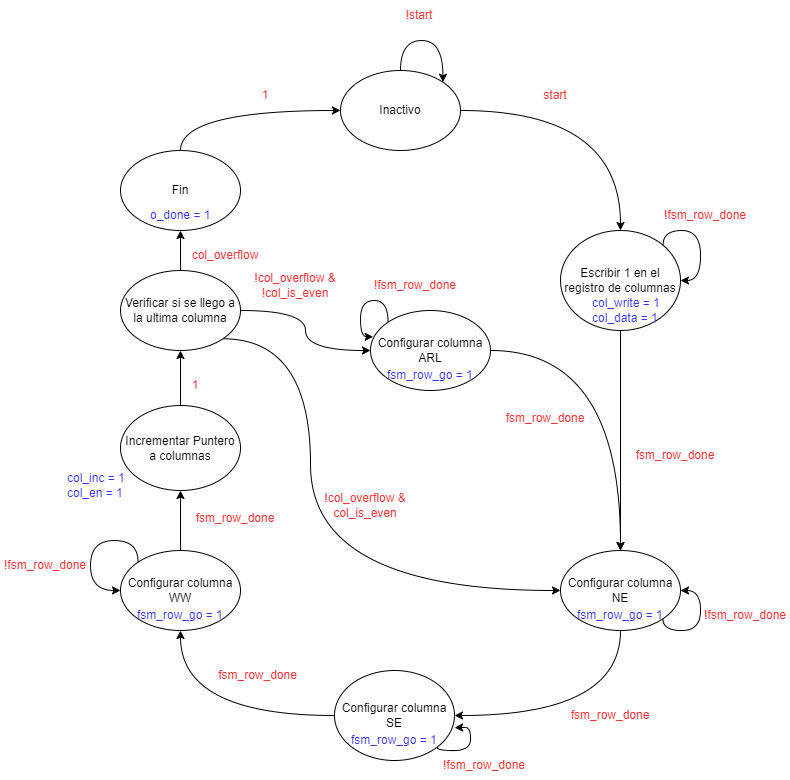 !start
1
start
Inactivo
Fin
o_done = 1
!fsm_row_done
Escribir 1 en el
registro de columnas
col_write = 1
col_data = 1
col_overflow
Verificar si se llego a
la ultima columna
!col_overflow &
!col_is_even
!fsm_row_done
Configurar columna
ARL
fsm_row_go = 1
1
fsm_row_done
Incrementar Puntero
a columnas
col_inc = 1
col_en = 1
fsm_row_done
!col_overflow &
col_is_even
fsm_row_done
!fsm_row_done
Configurar columna
WW
fsm_row_go = 1
Configurar columna
NE
fsm_row_go = 1
!fsm_row_done
fsm_row_done
Configurar columna
SE
fsm_row_go = 1
fsm_row_done
!fsm_row_done